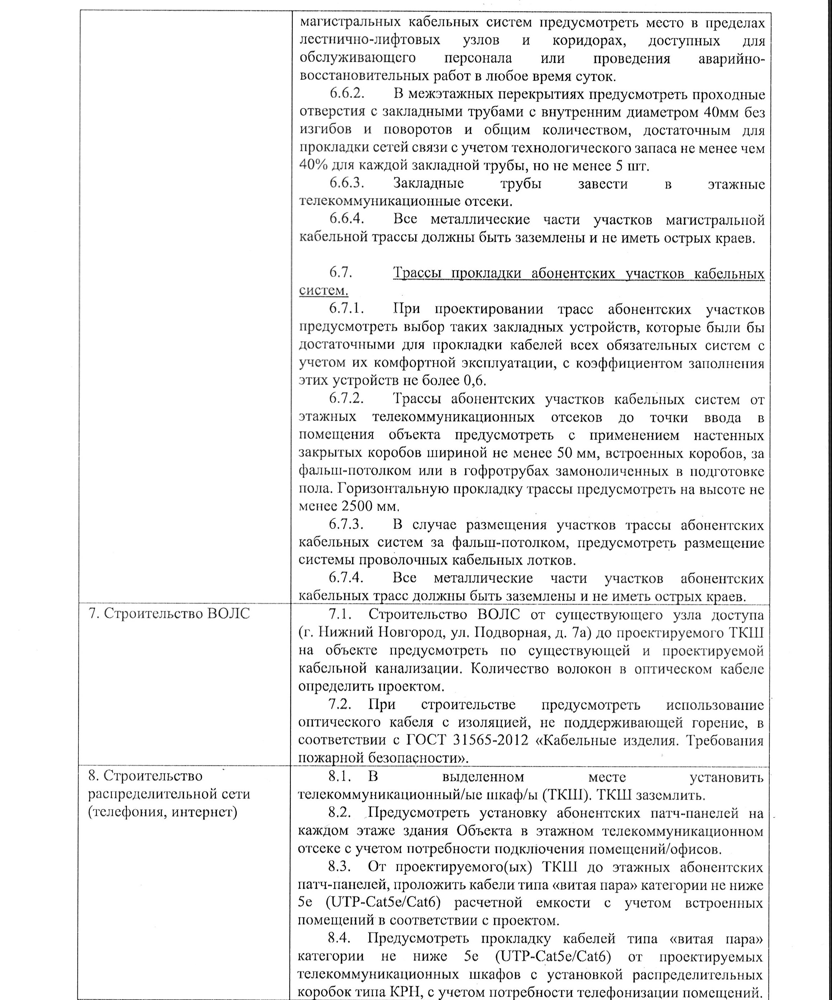 магистральных кабельных систем предусмотреть место в пределах
лестнично-лифтовых узлов и коридорах, доступных для
обслуживающего персонала или проведения аварийно-
восстановительных работ в любое время суток.
6.6.2. В межэтажных перекрытиях предусмотреть проходные
отверстия с закладными трубами с внутренним диаметром 40мм без
изгибов и поворотов и общим количеством, достаточным для
прокладки сетей связи с учетом технологического запаса не менее чем
40% для каждой закладной трубы, но не менее 5 шт.
6.6.3. Закладные трубы завести в этажные
телекоммуникационные отсеки.
6.6.4. Все металлические части участков магистральной
кабельной трассы должны быть заземлены и не иметь острых краев.
6.7. Трассы прокладки абонентских участков кабельных
систем.
6.7.1. При проектировании трасс абонентских участков
предусмотреть выбор таких закладных устройств, которые были бы
достаточными для прокладки кабелей всех обязательных систем с
учетом их комфортной эксплуатации, с коэффициентом заполнения
этих устройств не более 0,6.
6.7.2. Трассы абонентских участков кабельных систем от
этажных телекоммуникационных отсеков до точки ввода в
помещения объекта предусмотреть с применением настенных
закрытых коробов шириной не менее 50 мм, встроенных коробов, за
фальш-потолком или в гофротрубах замоноличенных в подготовке
пола. Горизонтальную прокладку трассы предусмотреть на высоте не
менее 2500 мм.
6.7.3. В случае размещения участков трассы абонентских
кабельных систем за фальш-потолком, предусмотреть размещение
системы проволочных кабельных лотков.
6.7.4. Все металлические части участков абонентских
кабельных трасс должны быть заземлены и не иметь острых краев.
7. Строительство ВОЛС
7.1. Строительство ВОЛС от существующего узла доступа
(г. Нижний Новгород, ул. Подворная, д. 7а) до проектируемого ТКШ
на объекте предусмотреть по существующей и проектируемой
кабельной канализации. Количество волокон в оптическом кабеле
определить проектом.
7.2. При строительстве предусмотреть использование
оптического кабеля с изоляцией, не поддерживающей горение, в
соответствии с ГОСТ 31565-2012 «Кабельные изделия. Требования
пожарной безопасности».
8. Строительство
распределительной сети
(телефония, интернет)
8.1. В выделенном месте установить
телекоммуникационный/ые шкаф/ы (ТКШ). ТКШ заземлить.
8.2. Предусмотреть установку абонентских патч-панелей на
каждом этаже здания Объекта в этажном телекоммуникационном
отсеке с учетом потребности подключения помещений/офисов.
8.3. От проектируемого(ых) ТКШ до этажных абонентских
патч-панелей, проложить кабели типа «витая пара» категории не ниже
5е (UTP-Cat5e/Cat6) расчетной емкости с учетом встроенных
помещений в соответствии с проектом.
8.4. Предусмотреть прокладку кабелей типа «витая пара»
категории не ниже 5е (UTP-Cat5e/Cat6) от проектируемых
телекоммуникационных шкафов с установкой распределительных
коробок типа КРН, с учетом потребности телефонизации помещений.